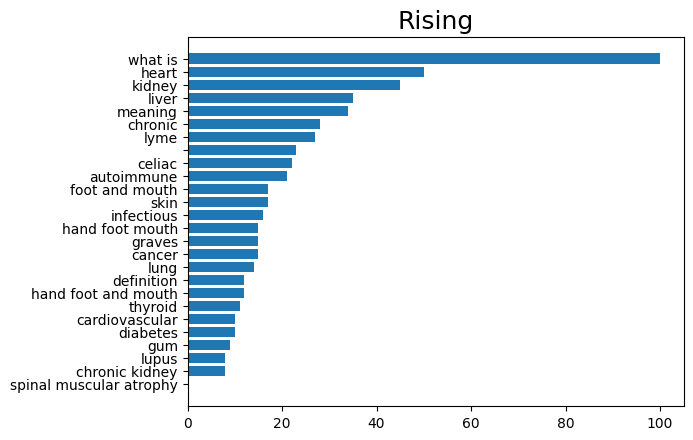 Rising
what is
heart
kidney
liver
meaning
chronic
lyme
celiac
autoimmune
foot and mouth
skin
infectious
hand foot mouth
graves
cancer
lung
definition
hand foot and mouth
thyroid
cardiovascular
diabetes
gum
lupus
chronic kidney
spinal muscular atrophy
0 20 40 60 80 100